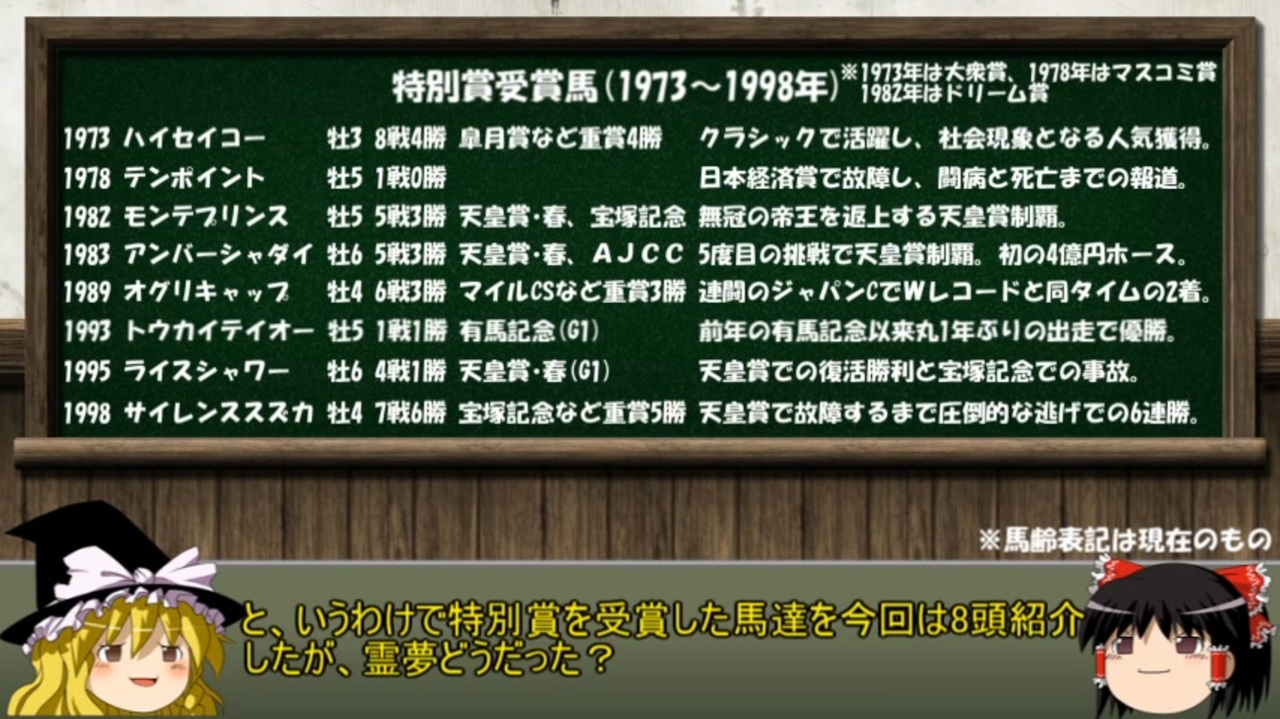 特別賞受賞馬(1973～1998年)
※1973年は大衆賞、1978年はマスコミ賞
1982年はドリーム賞
1973 ハイセイコー 牡3 8戦4勝 皐月賞など重賞4勝 クラシックで活躍し、社会現象となる人気獲得。
1978 テンポイント 牡5 1戦0勝 日本経済賞で故障し、闘病と死亡までの報道。
1982 モンテプリンス 牡5 5戦3勝 天皇賞・春、宝塚記念 無冠の帝王を返上する天皇賞制覇。
1983 アンバーシャダイ 牡6 5戦3勝 天皇賞・春、ＡＪＣＣ 5度目の挑戦で天皇賞制覇。初の4億円ホース。
1989 オグリキャップ 牡4 6戦3勝 マイルCSなど重賞3勝 連闘のジャパンCでWレコードと同タイムの2着。
1993 トウカイテイオー 牡5 1戦1勝 有馬記念(G1) 前年の有馬記念以来丸1年ぶりの出走で優勝。
1995 ライスシャワー 牡6 4戦1勝 天皇賞・春(G1) 天皇賞での復活勝利と宝塚記念での事故。
1998 サイレンススズカ 牡4 7戦6勝 宝塚記念など重賞5勝 天皇賞で故障するまで圧倒的な逃げでの6連勝。
※馬齢表記は現在のもの
と、いうわけで特別賞を受賞した馬達を今回は8頭紹介
したが、霊夢どうだった？